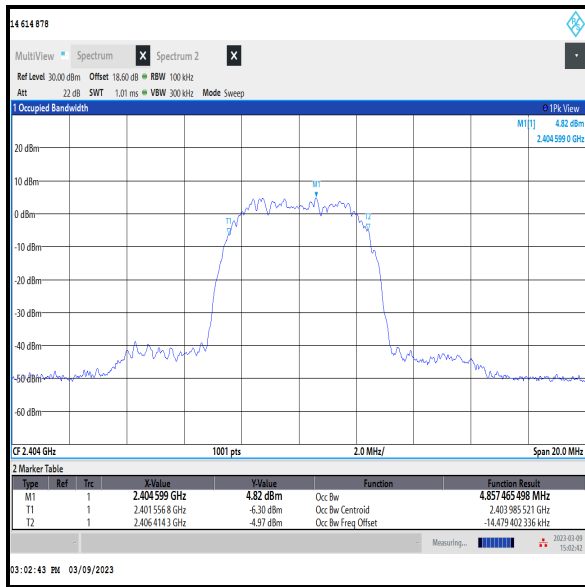 14 614 878
MultiView Spectrum X Spectrum 2 X
Ref Level 30.00 dBm Offset 18.60 dB RBW 100 kHz
Att 22 dB SWT 1.01 ms VBW 300 kHz Mode Sweep
1 Occupied Bandwidth 1Pk View
M1[1] 4.82 dBm
2.404 599 0 GHz
20 dBm
10 dBm
M1
0 dBm
T1 T2
-10 dBm
-20 dBm
-30 dBm
-40 dBm
-50 dBm
-60 dBm
CF 2.404 GHz 1001 pts 2.0 MHz/ Span 20.0 MHz
2 Marker Table
Type Ref Trc X-Value Y-Value Function Function Result
M1 1 2.404 599 GHz 4.82 dBm Occ Bw 4.857 465 498 MHz
T1 1 2.401 556 8 GHz -6.30 dBm Occ Bw Centroid 2.403 985 521 GHz
T2 1 2.406 414 3 GHz -4.97 dBm Occ Bw Freq Offset -14.479 402 336 kHz
Measuring... 2023-03-09
15:02:42
03:02:43 PM 03/09/2023